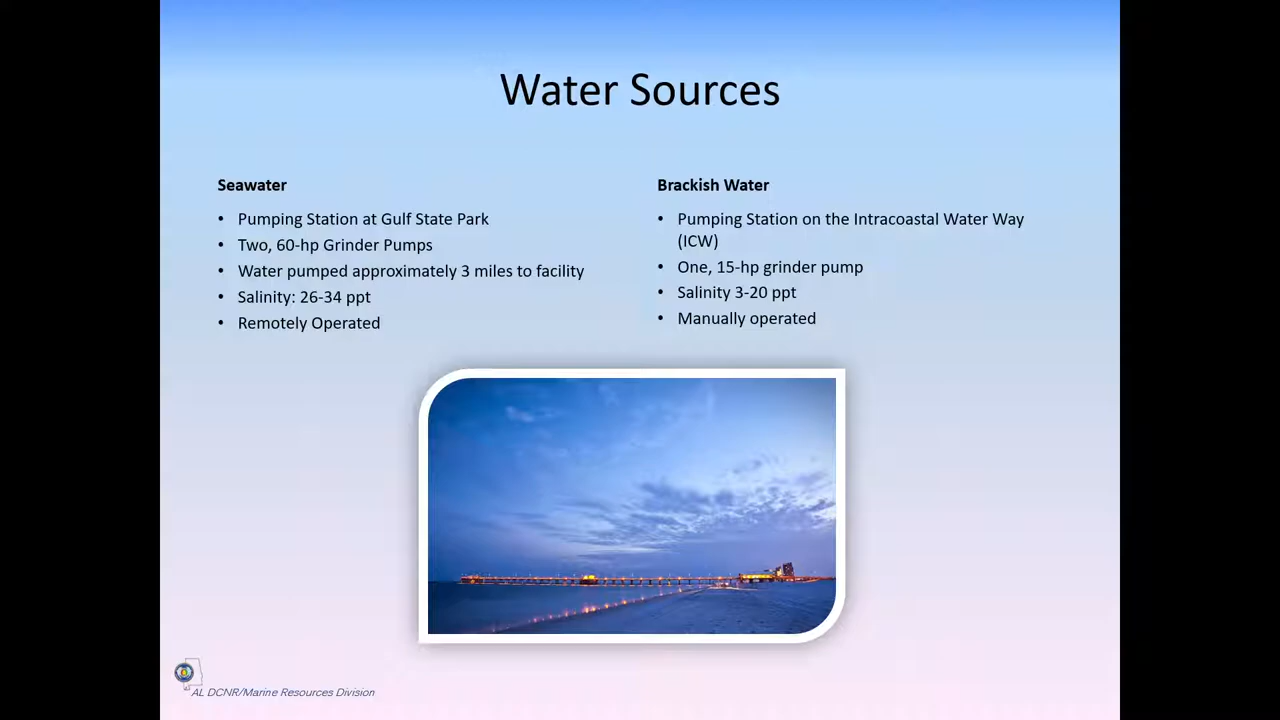 Water Sources
Seawater
• Pumping Station at Gulf State Park
• Two, 60-hp Grinder Pumps
• Water pumped approximately 3 miles to facility
• Salinity: 26-34 ppt
• Remotely Operated
Brackish Water
• Pumping Station on the Intracoastal Water Way
(ICW)
• One, 15-hp grinder pump
• Salinity 3-20 ppt
• Manually operated
AL DCNR/Marine Resources Division